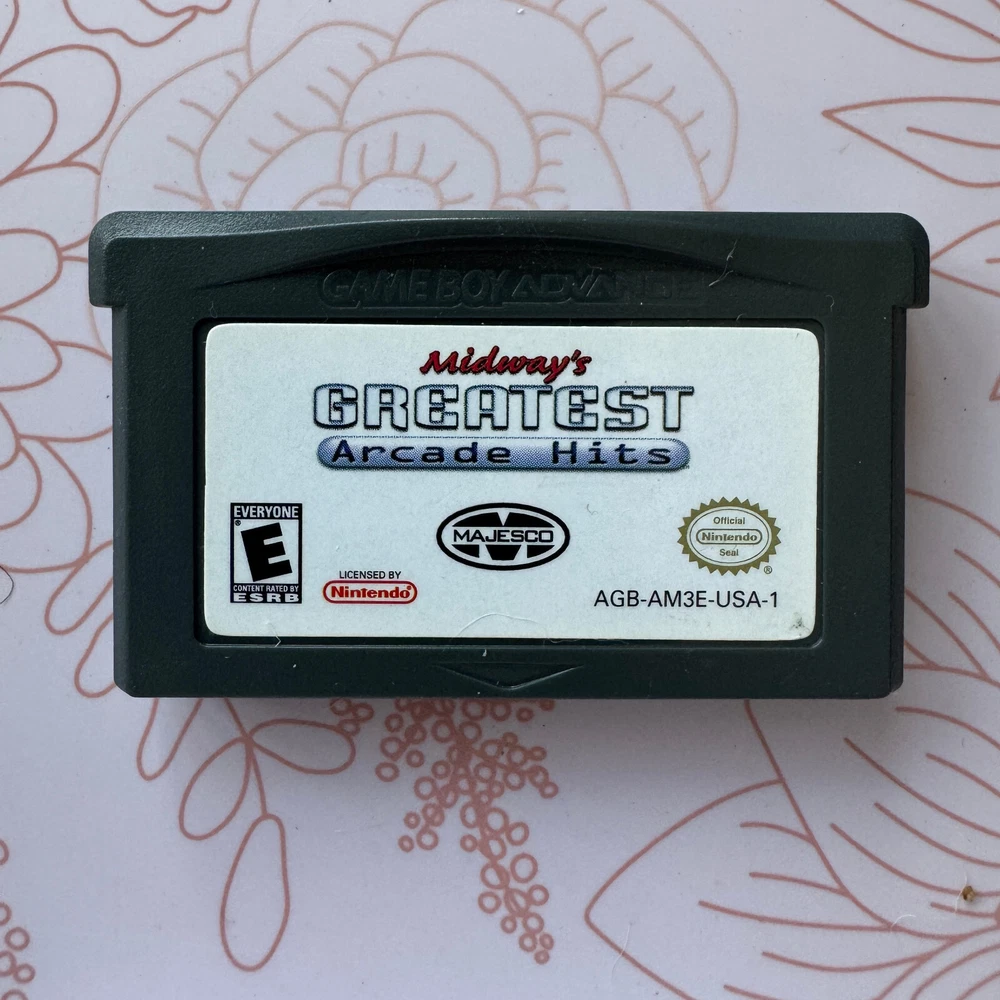 GAME BOY ADVANCE
Midway's
GREATEST
Arcade Hits
EVERYONE
E
®
CONTENT RATED BY
ESRB
LICENSED BY
Nintendo®
MAJESCO
Official
Nintendo
Seal
®
AGB-AM3E-USA-1